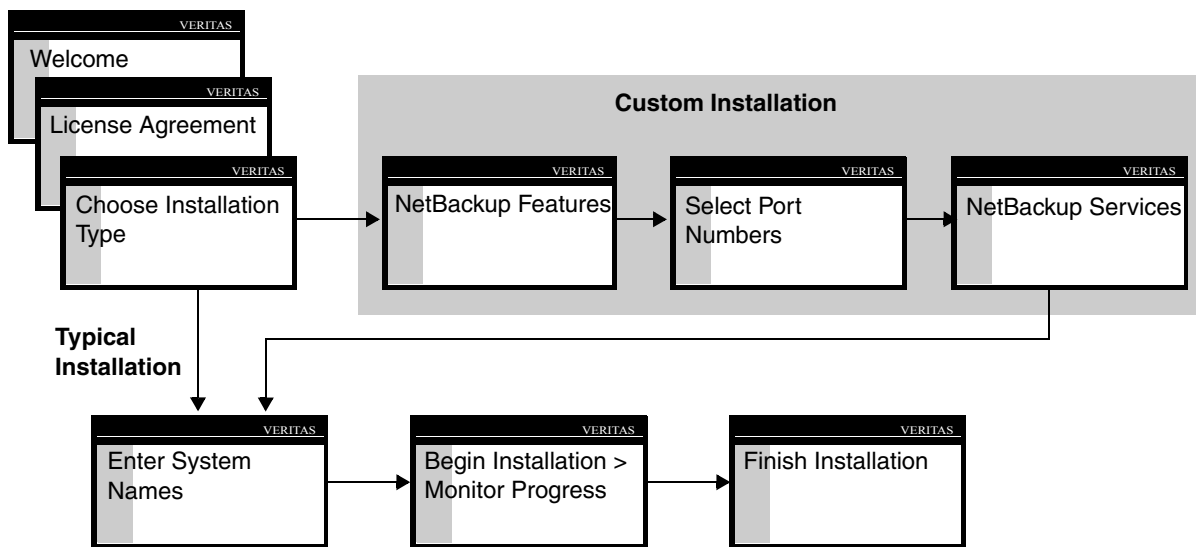 VERITAS
Welcome
VERITAS
License Agreement
VERITAS
Choose Installation
Type
Custom Installation
VERITAS
NetBackup Features
VERITAS
Select Port
Numbers
VERITAS
NetBackup Services
Typical
Installation
VERITAS
Enter System
Names
VERITAS
Begin Installation >
Monitor Progress
VERITAS
Finish Installation